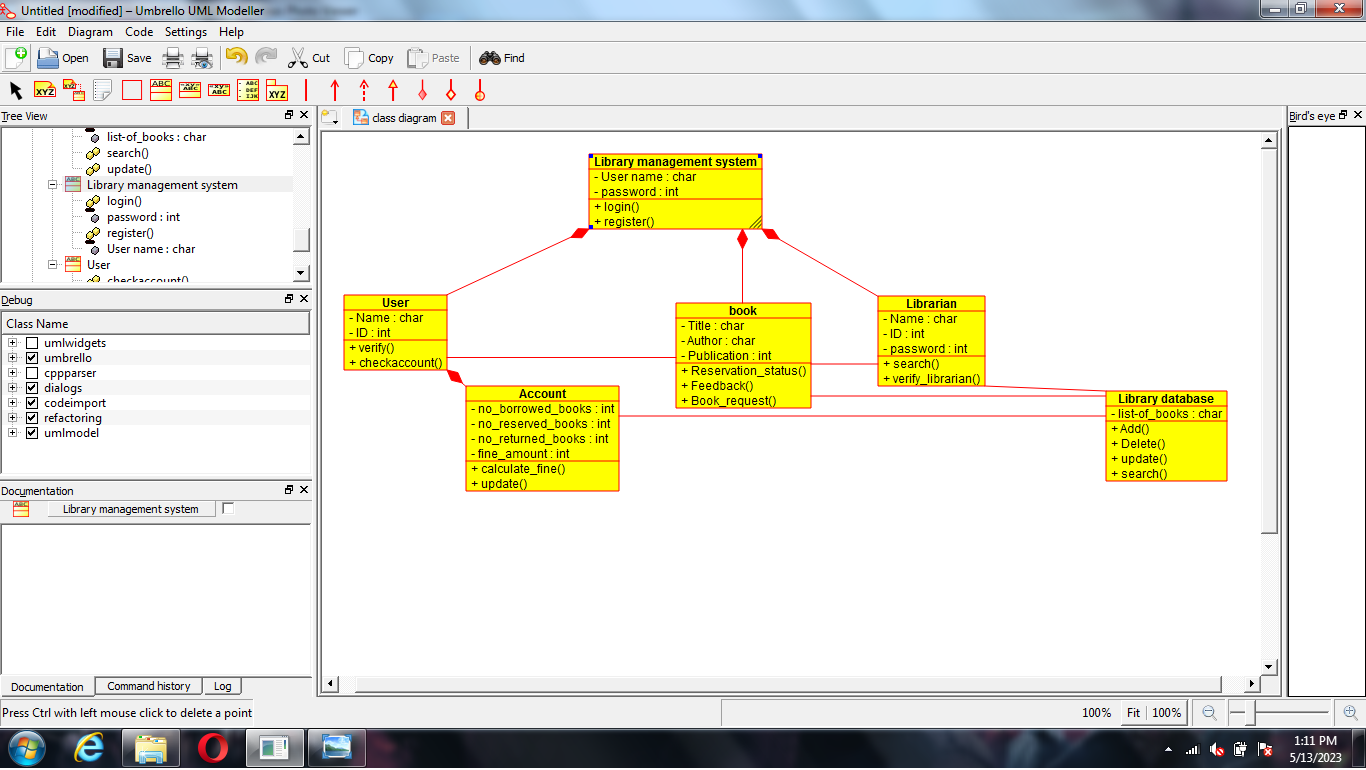 Untitled [modified] – Umbrello UML Modeller
File Edit Diagram Code Settings Help
Open Save Cut Copy Paste Find
Tree View
list-of_books : char
search()
update()
Library management system
login()
password : int
register()
User name : char
User
checkaccount()
Debug
Class Name
umlwidgets
umbrello
cppparser
dialogs
codeimport
refactoring
umlmodel
Documentation
Library management system
Documentation Command history Log
Press Ctrl with left mouse click to delete a point
class diagram
Library management system
- User name : char
- password : int
+ login()
+ register()
User
- Name : char
- ID : int
+ verify()
+ checkaccount()
book
- Title : char
- Author : char
- Publication : int
+ Reservation_status()
+ Feedback()
+ Book_request()
Librarian
- Name : char
- ID : int
- password : int
+ search()
+ verify_librarian()
Account
- no_borrowed_books : int
- no_reserved_books : int
- no_returned_books : int
- fine_amount : int
+ calculate_fine()
+ update()
Library database
- list-of_books : char
+ Add()
+ Delete()
+ update()
+ search()
Bird's eye
100% Fit 100%
1:11 PM
5/13/2023